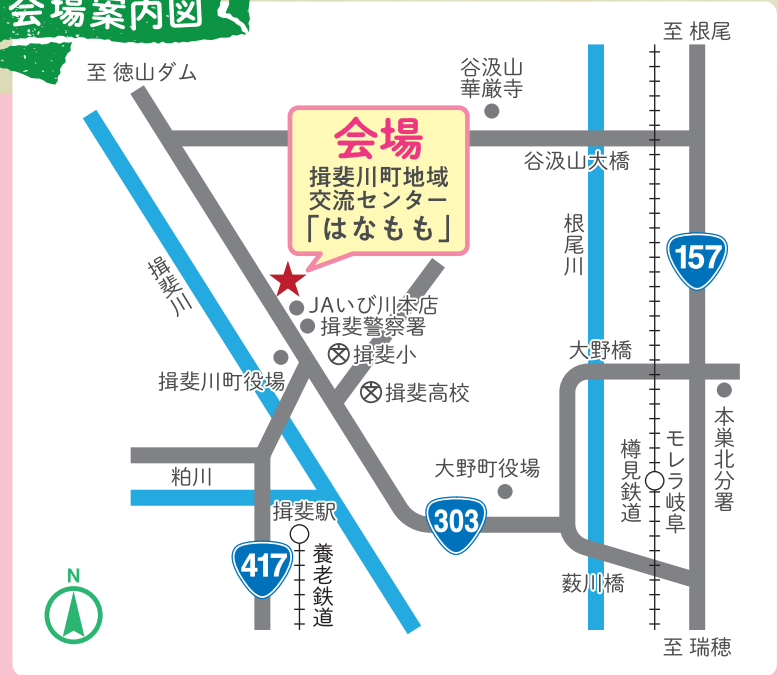 会場案内図
至 根尾
至 徳山ダム
谷汲山
華厳寺
会場
揖斐川町地域
交流センター
「はなもも」
谷汲山大橋
根尾川
157
揖斐川
JAいび川本店
揖斐警察署
揖斐小
大野橋
揖斐川町役場
揖斐高校
本巣北分署
モレラ岐阜
樽見鉄道
大野町役場
粕川
揖斐駅
303
養老鉄道
417
薮川橋
N
至 瑞穂